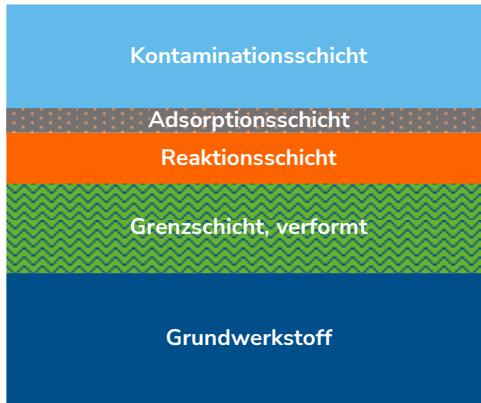 Kontaminationsschicht
Adsorptionsschicht
Reaktionsschicht
Grenzschicht, verformt
Grundwerkstoff